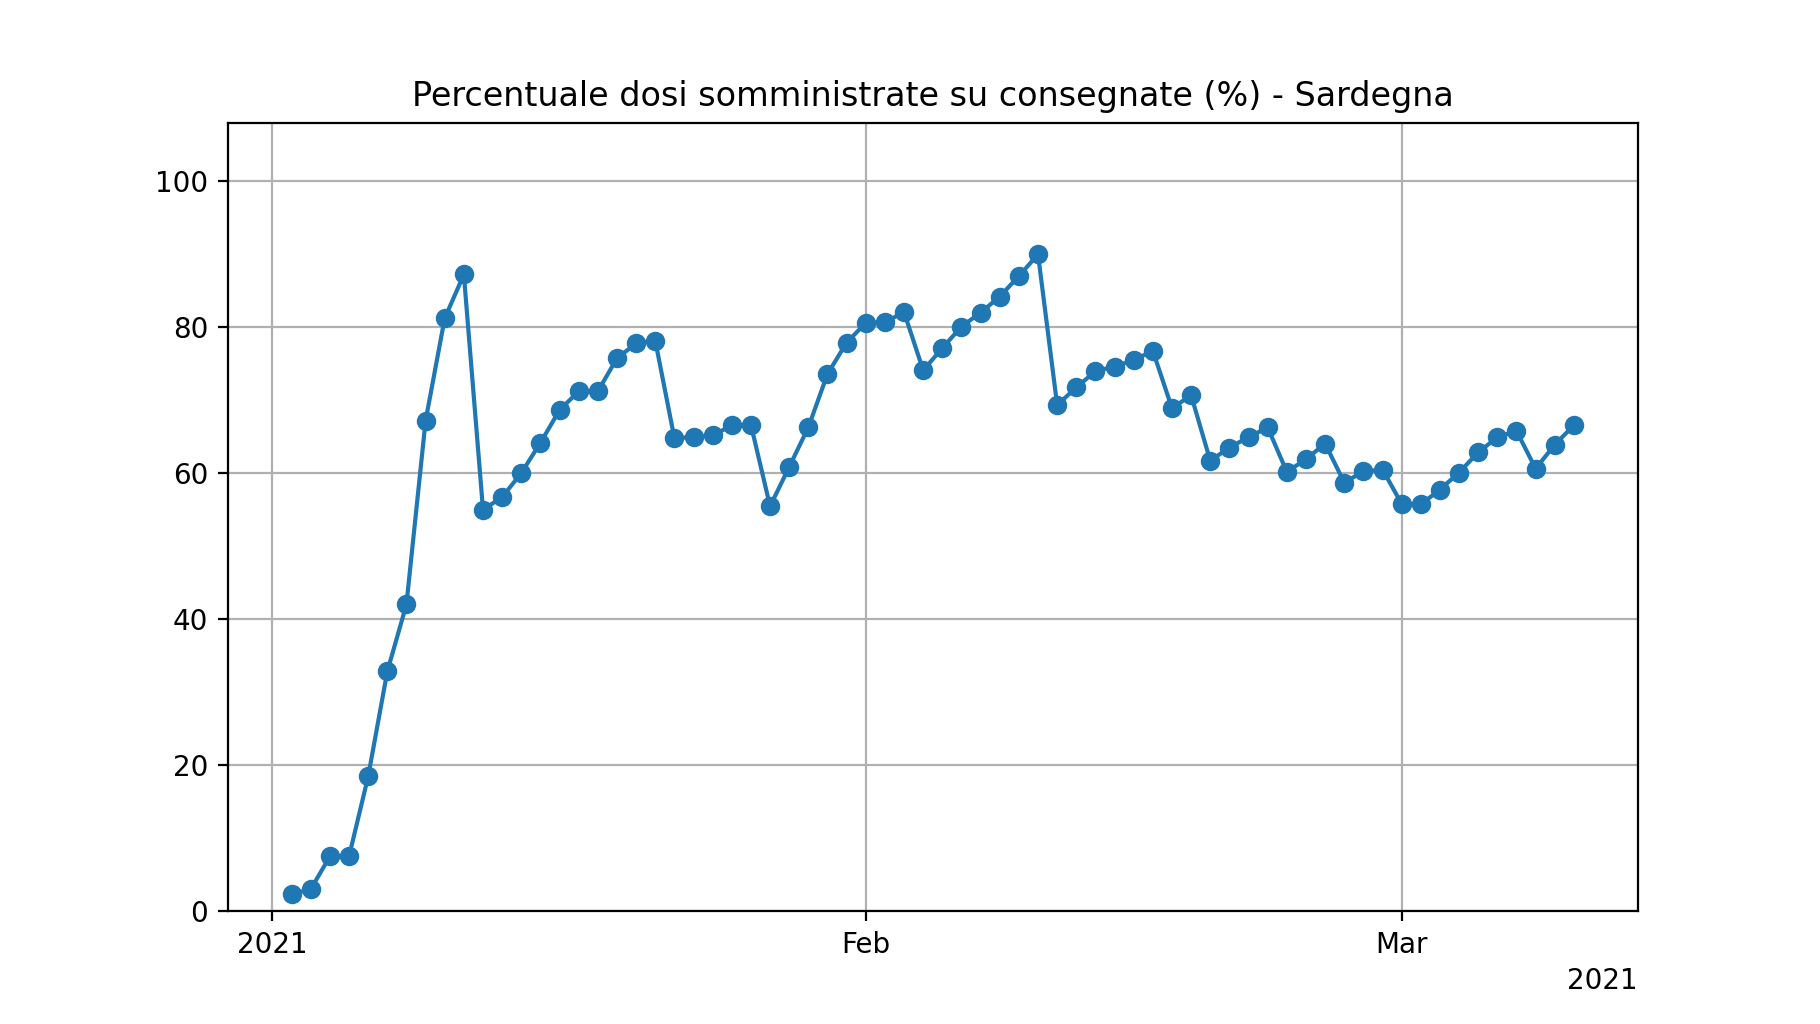 Percentuale dosi somministrate su consegnate (%) - Sardegna
100
80
60
40
20
0
2021
Feb
Mar
2021